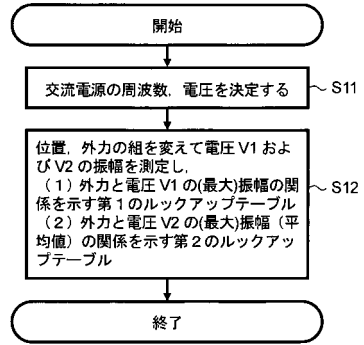 開始
交流電源の周波数,電圧を決定する
～S11
位置,外力の組を変えて電圧V1およ
びV2の振幅を測定し,
(1)外力と電圧V1の(最大)振幅の関
係を示す第1のルックアップテーブル
(2)外力と電圧V2の(最大)振幅(平
均値)の関係を示す第2のルックアッ
プテーブル
～S12
終了